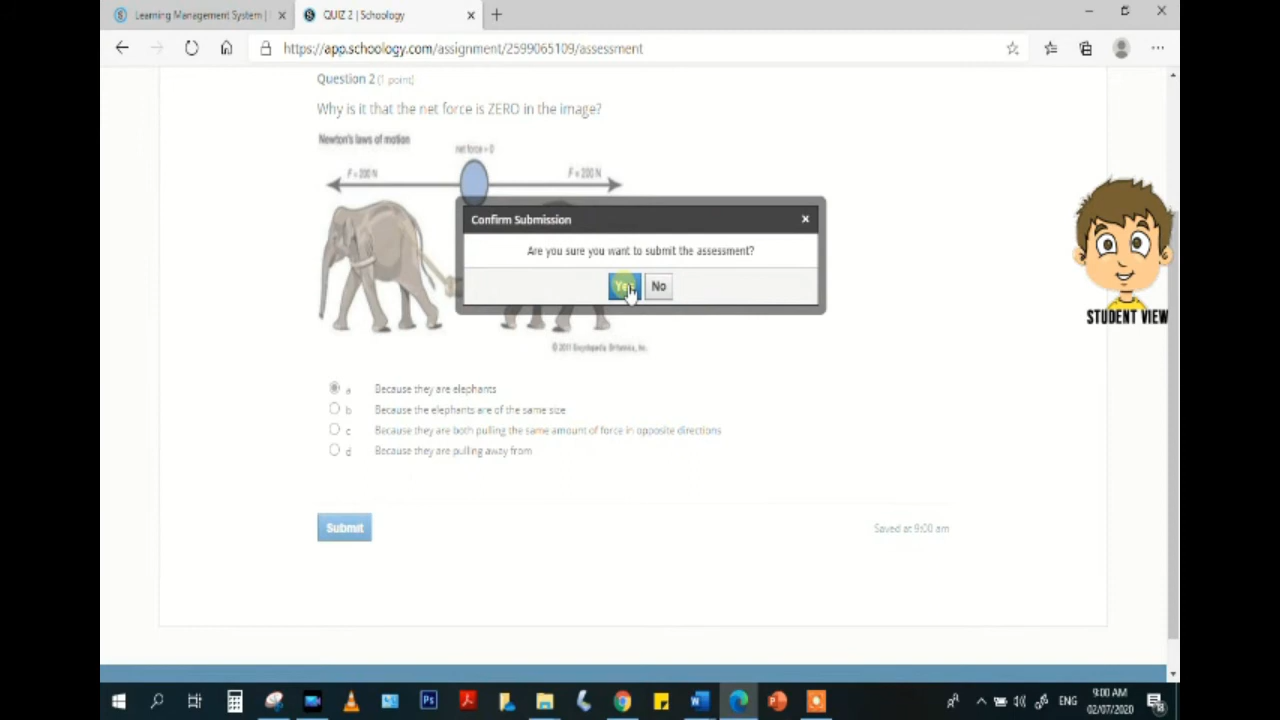 Learning Management System |
QUIZ 2 | Schoology
https://app.schoology.com/assignment/2599065109/assessment
Question 2 (1 point)
Why is it that the net force is ZERO in the image?
Newton's laws of motion
net force = 0
F = 200 N
F = 200 N
Confirm Submission
Are you sure you want to submit the assessment?
No
© 2011 Encyclopædia Britannica, Inc.
STUDENT VIEW
a Because they are elephants
b Because the elephants are of the same size
c Because they are both pulling the same amount of force in opposite directions
d Because they are pulling away from
Submit
Saved at 9:00 am
ENG
9:00 AM
02/07/2020